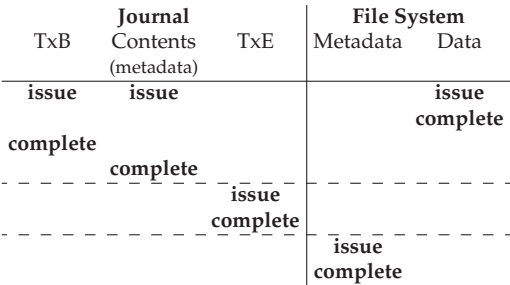 Journal File System
TxB Contents TxE Metadata Data
(metadata)
issue issue issue
complete
complete
complete
issue
complete
issue
complete